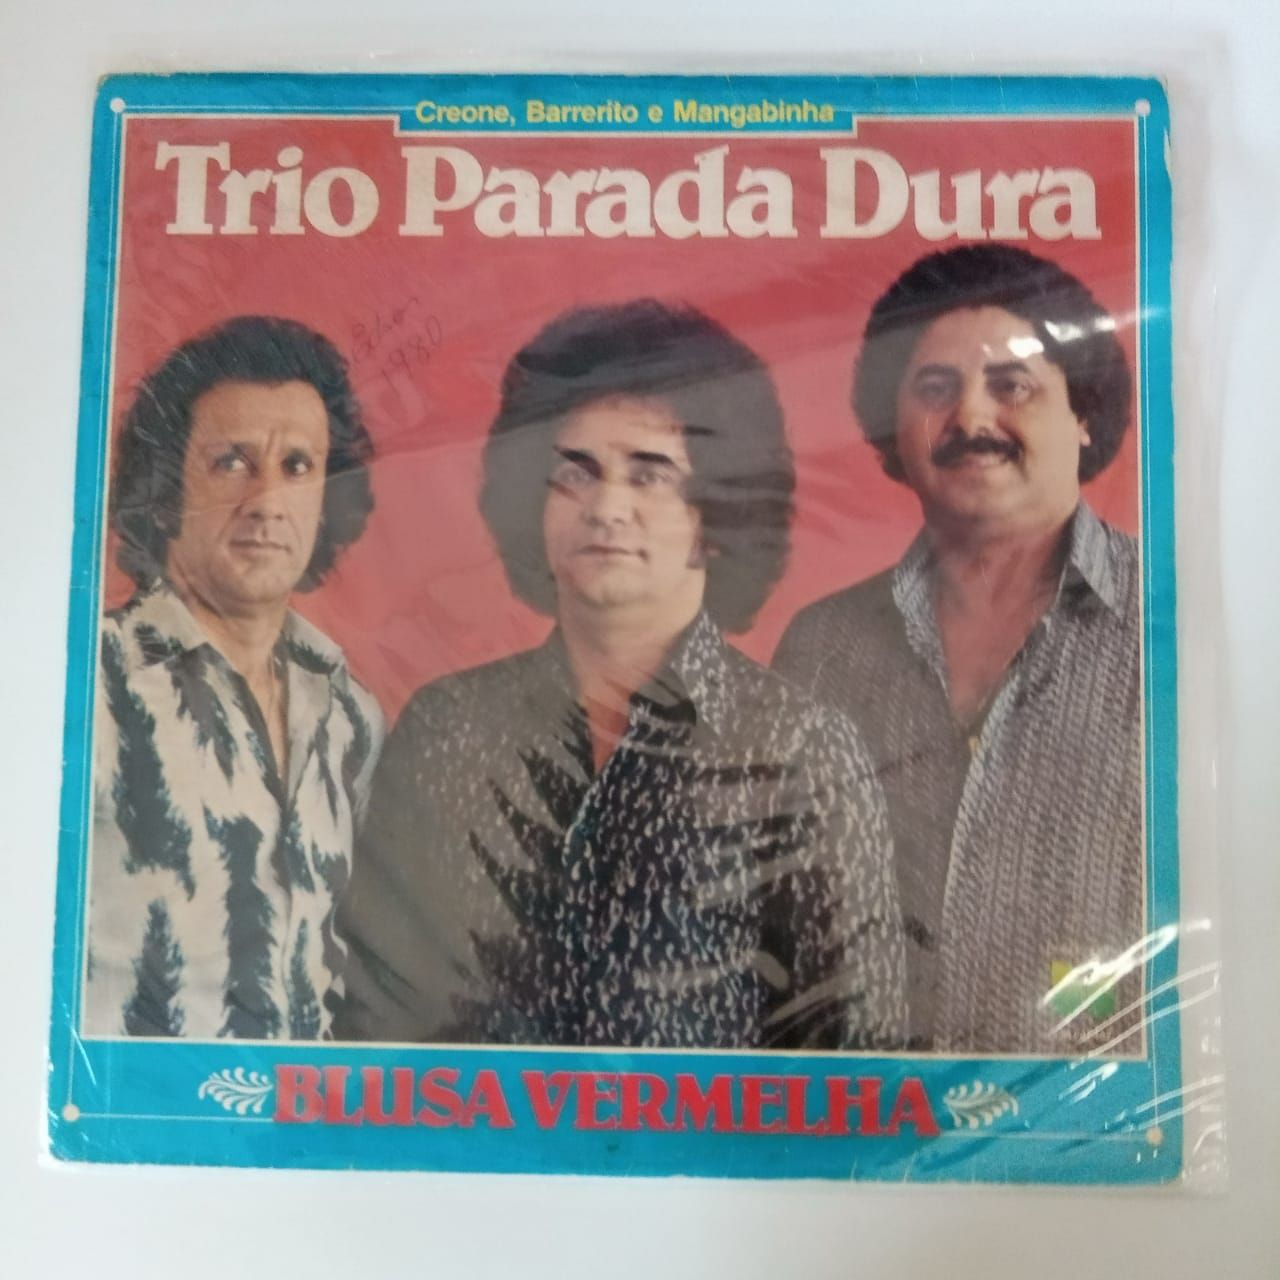 Creone, Barrerito e Mangabinha
Trio Parada Dura
1980
BLUSA VERMELHA